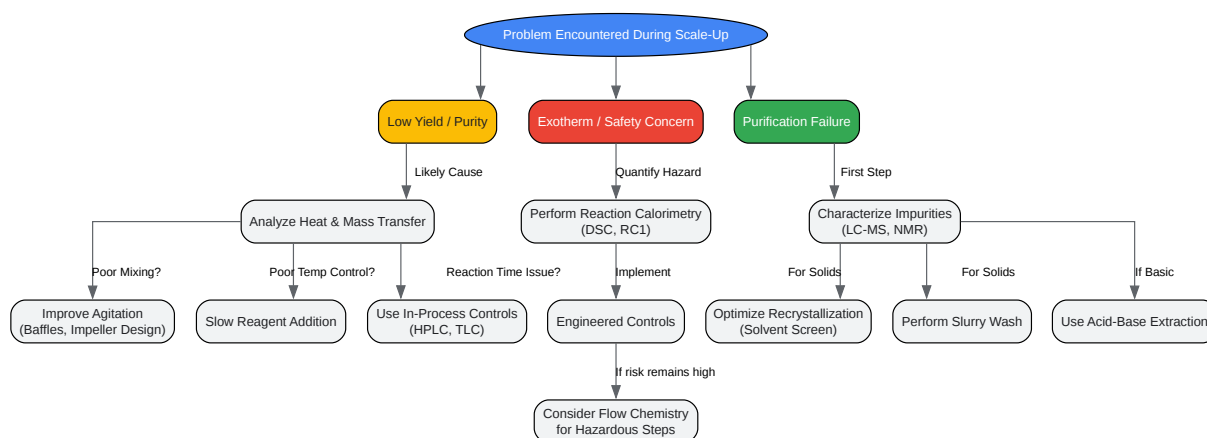 Problem Encountered During Scale-Up
Low Yield / Purity
Exotherm / Safety Concern
Purification Failure
Likely Cause
Quantify Hazard
First Step
Analyze Heat & Mass Transfer
Perform Reaction Calorimetry
(DSC, RC1)
Characterize Impurities
(LC-MS, NMR)
Poor Mixing?
Poor Temp Control?
Reaction Time Issue?
Implement
For Solids
For Solids
If Basic
Improve Agitation
(Baffles, Impeller Design)
Slow Reagent Addition
Use In-Process Controls
(HPLC, TLC)
Engineered Controls
Optimize Recrystallization
(Solvent Screen)
Perform Slurry Wash
Use Acid-Base Extraction
If risk remains high
Consider Flow Chemistry
for Hazardous Steps